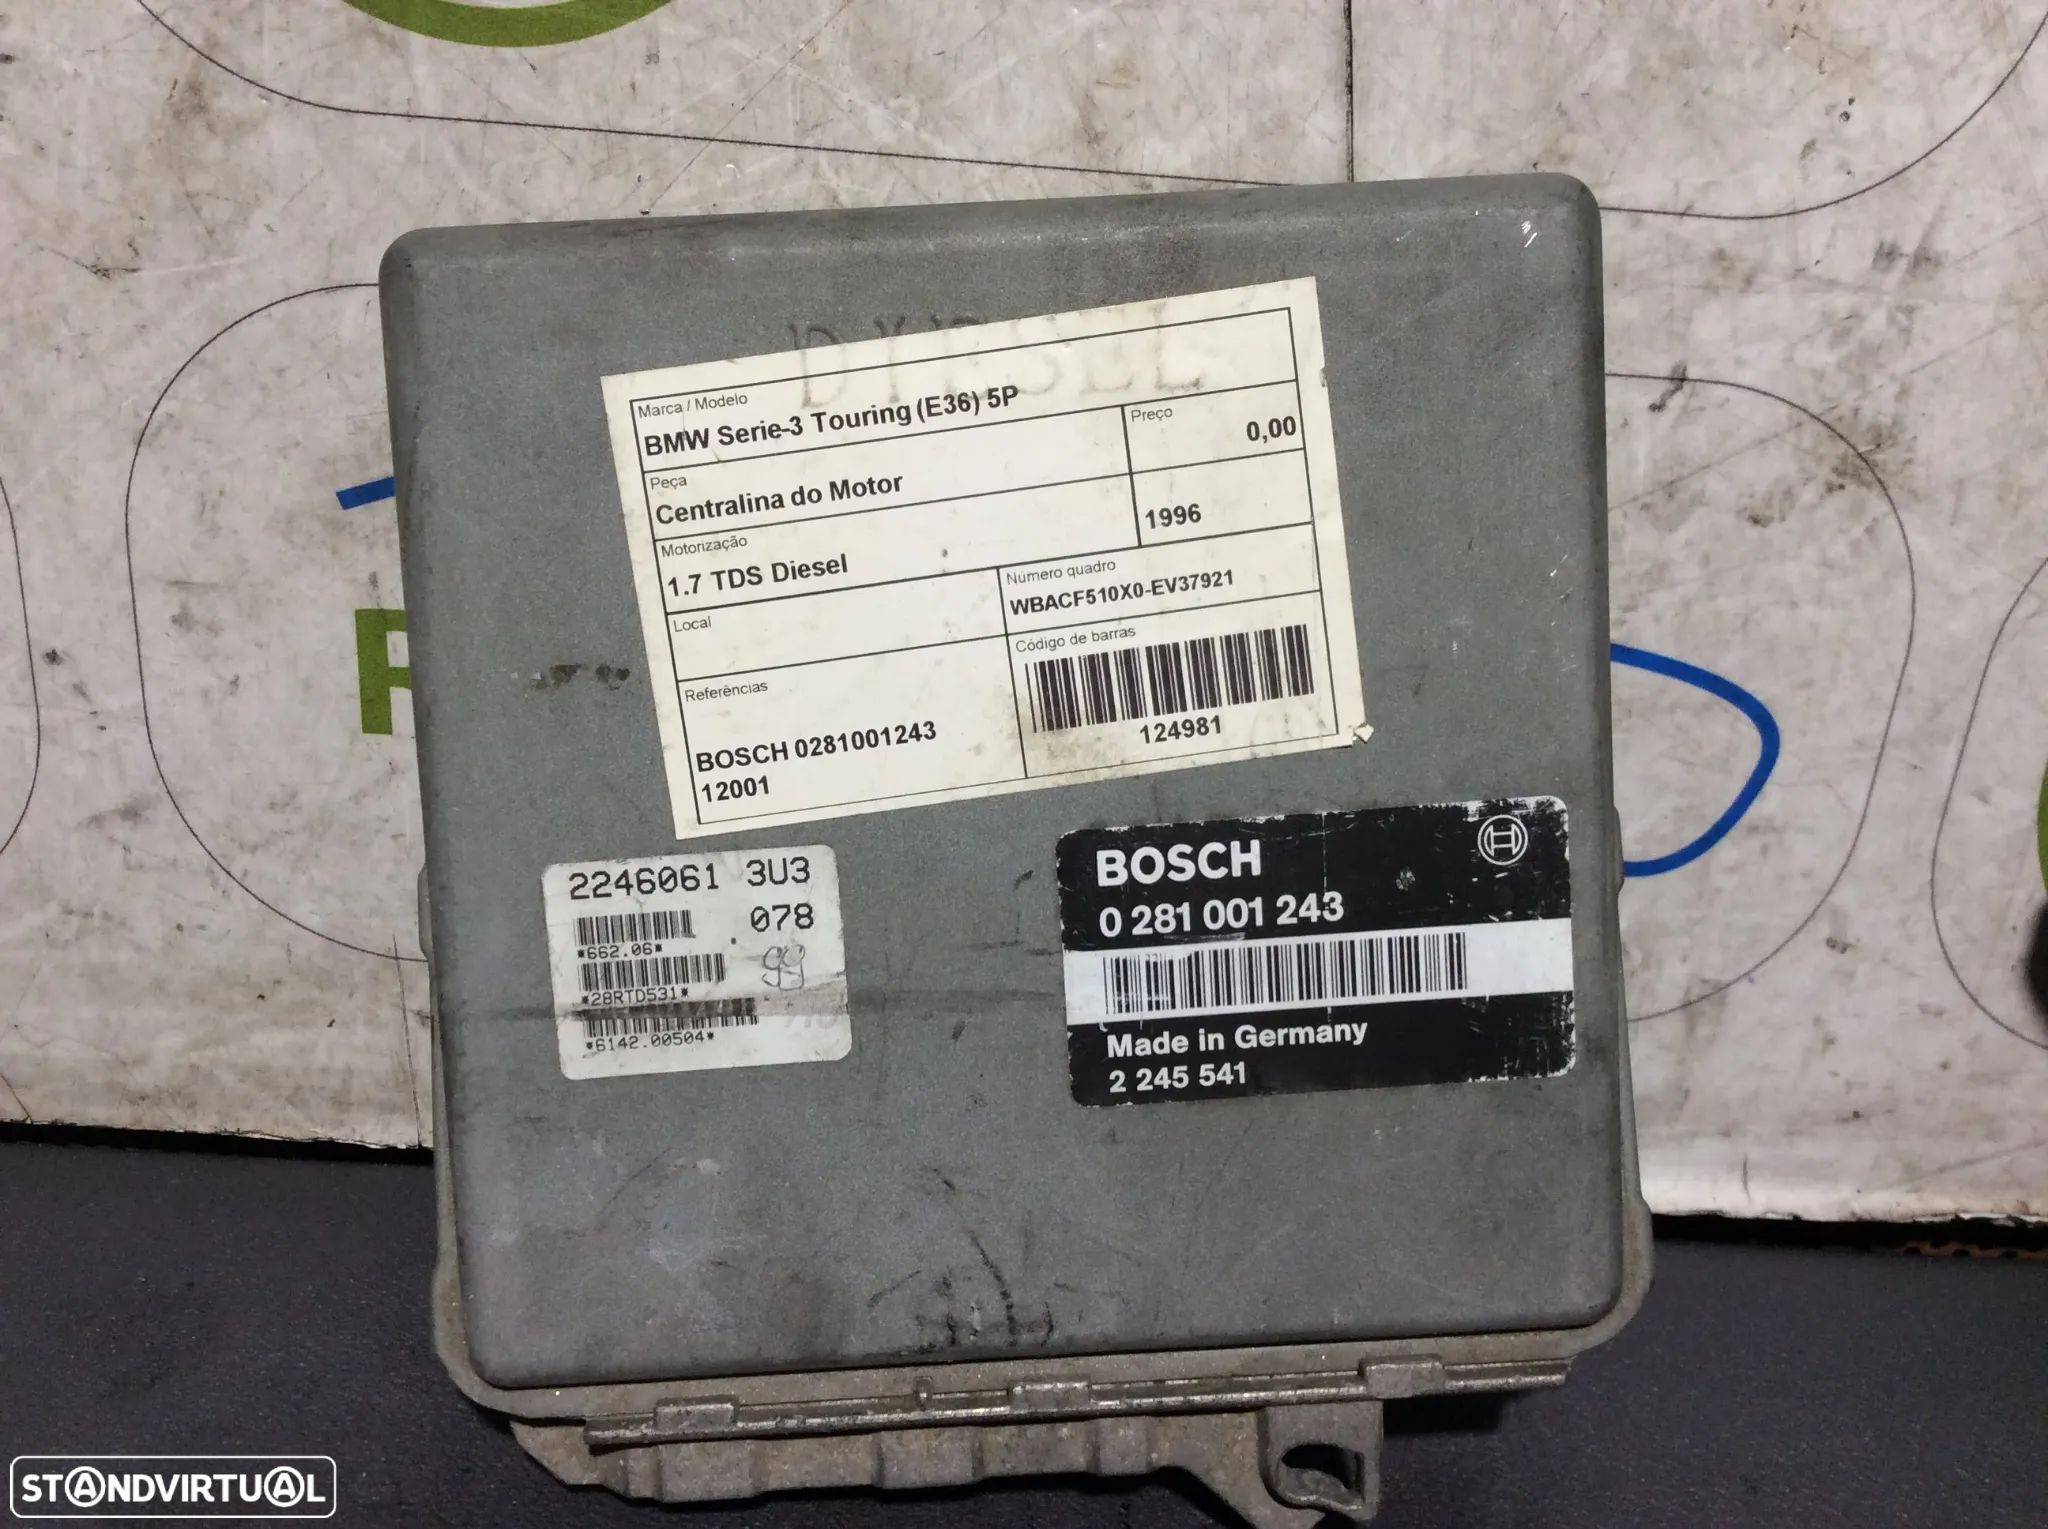 DIESEL
Marca / Modelo
BMW Serie-3 Touring (E36) 5P
Peça
Centralina do Motor
Preço
0,00
Motorização
1.7 TDS Diesel
1996
Local
Número quadro
WBACF510X0-EV37921
Referências
BOSCH 0281001243
12001
Código de barras
124981
2246061 3U3
078
*662.06*
*28RTD531*
*6142.00504*
BOSCH
0 281 001 243
Made in Germany
2 245 541
STANDVIRTUAL